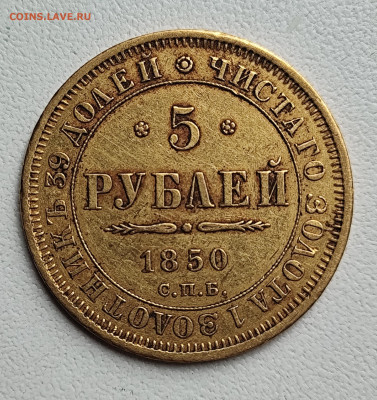 COINS.LAVE.RU
5
РУБЛЕЙ
1850
С.П.Б.
ЧИСТАГО ЗОЛОТА 1 ЗОЛОТНИКЪ 39 ДОЛЕЙ